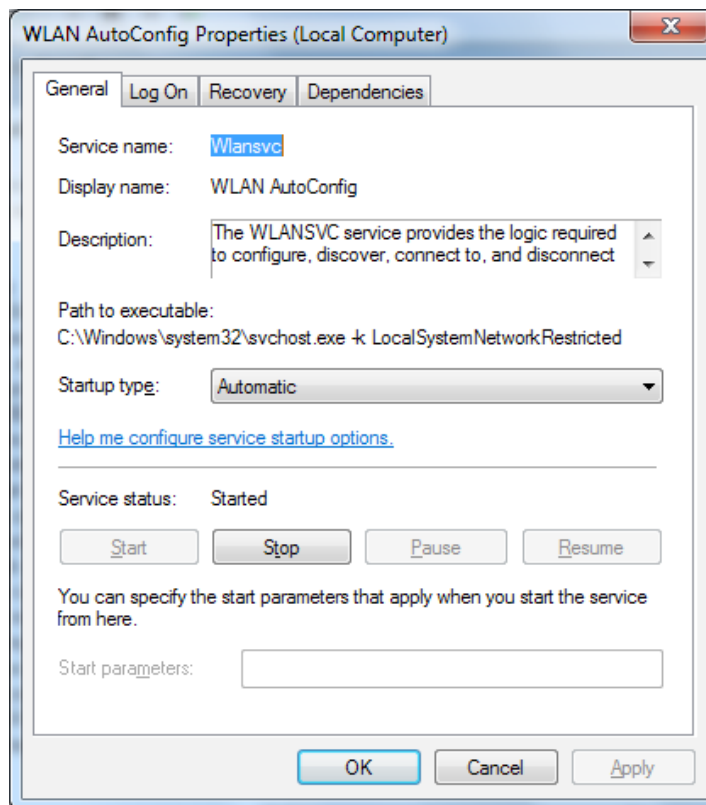 WLAN AutoConfig Properties (Local Computer)
General Log On Recovery Dependencies
Service name: Wlansvc
Display name: WLAN AutoConfig
Description: The WLANSVC service provides the logic required
to configure, discover, connect to, and disconnect
Path to executable:
C:\Windows\system32\svchost.exe -k LocalSystemNetworkRestricted
Startup type: Automatic
Help me configure service startup options.
Service status: Started
Start Stop Pause Resume
You can specify the start parameters that apply when you start the service
from here.
Start parameters:
OK Cancel Apply